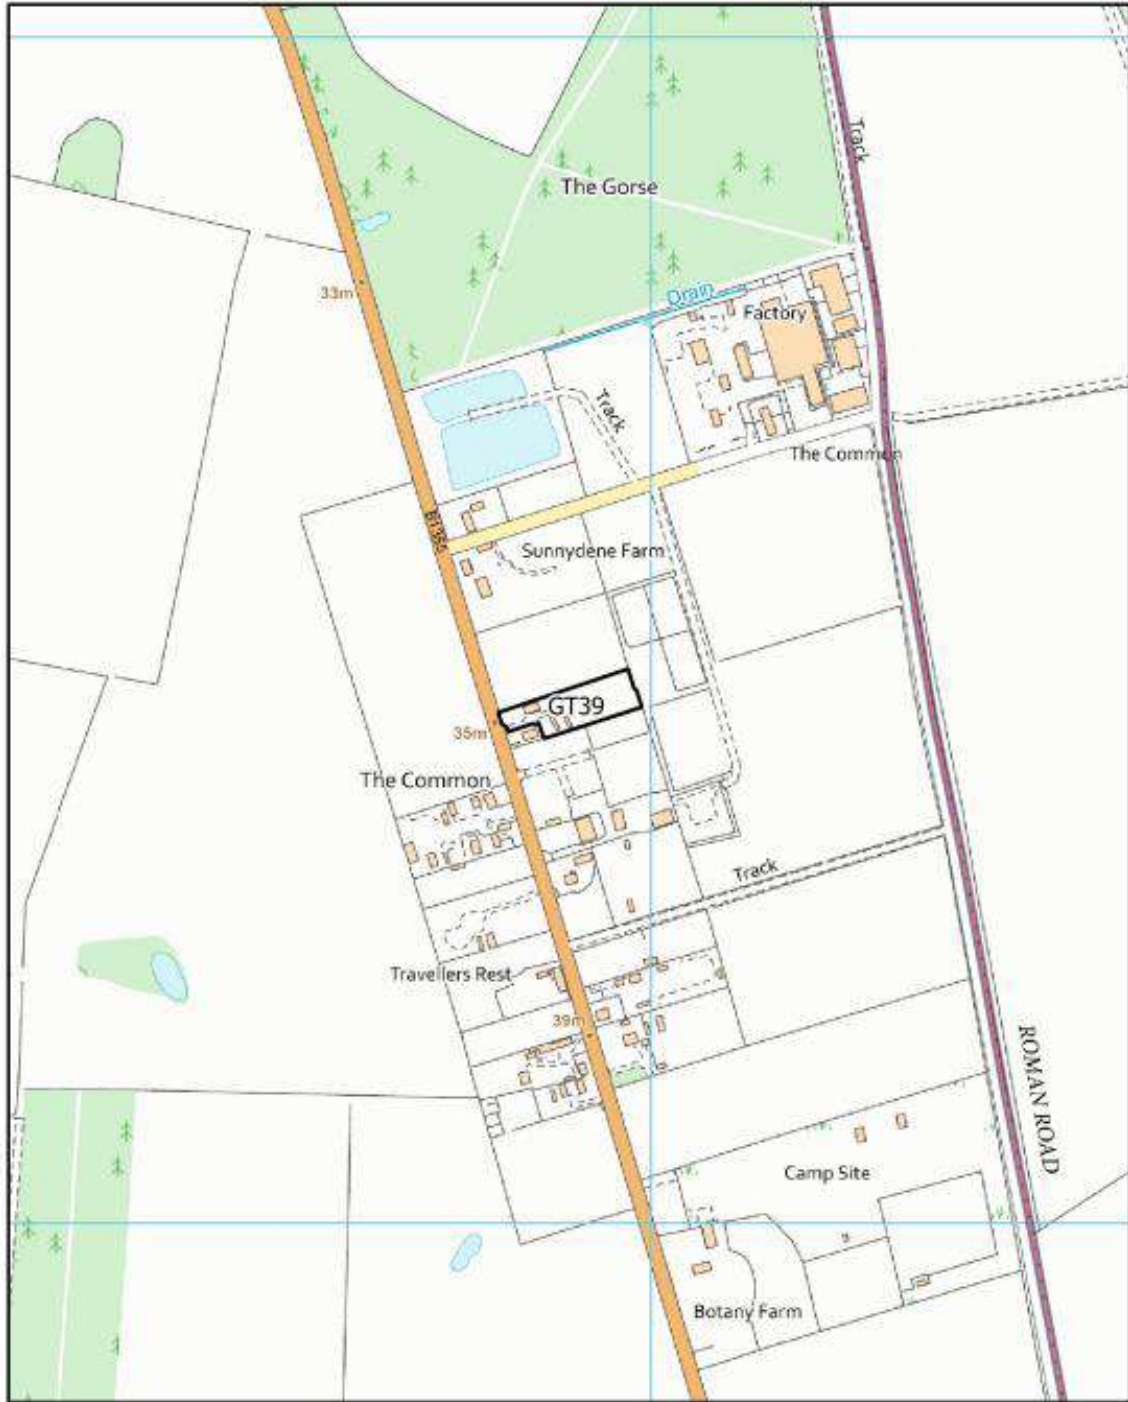 Track
The Gorse
33m
Drain
Factory
Track
The Common
B1355
Sunnydene Farm
GT39
35m
The Common
Track
Travellers Rest
39m
ROMAN ROAD
Camp Site
Botany Farm